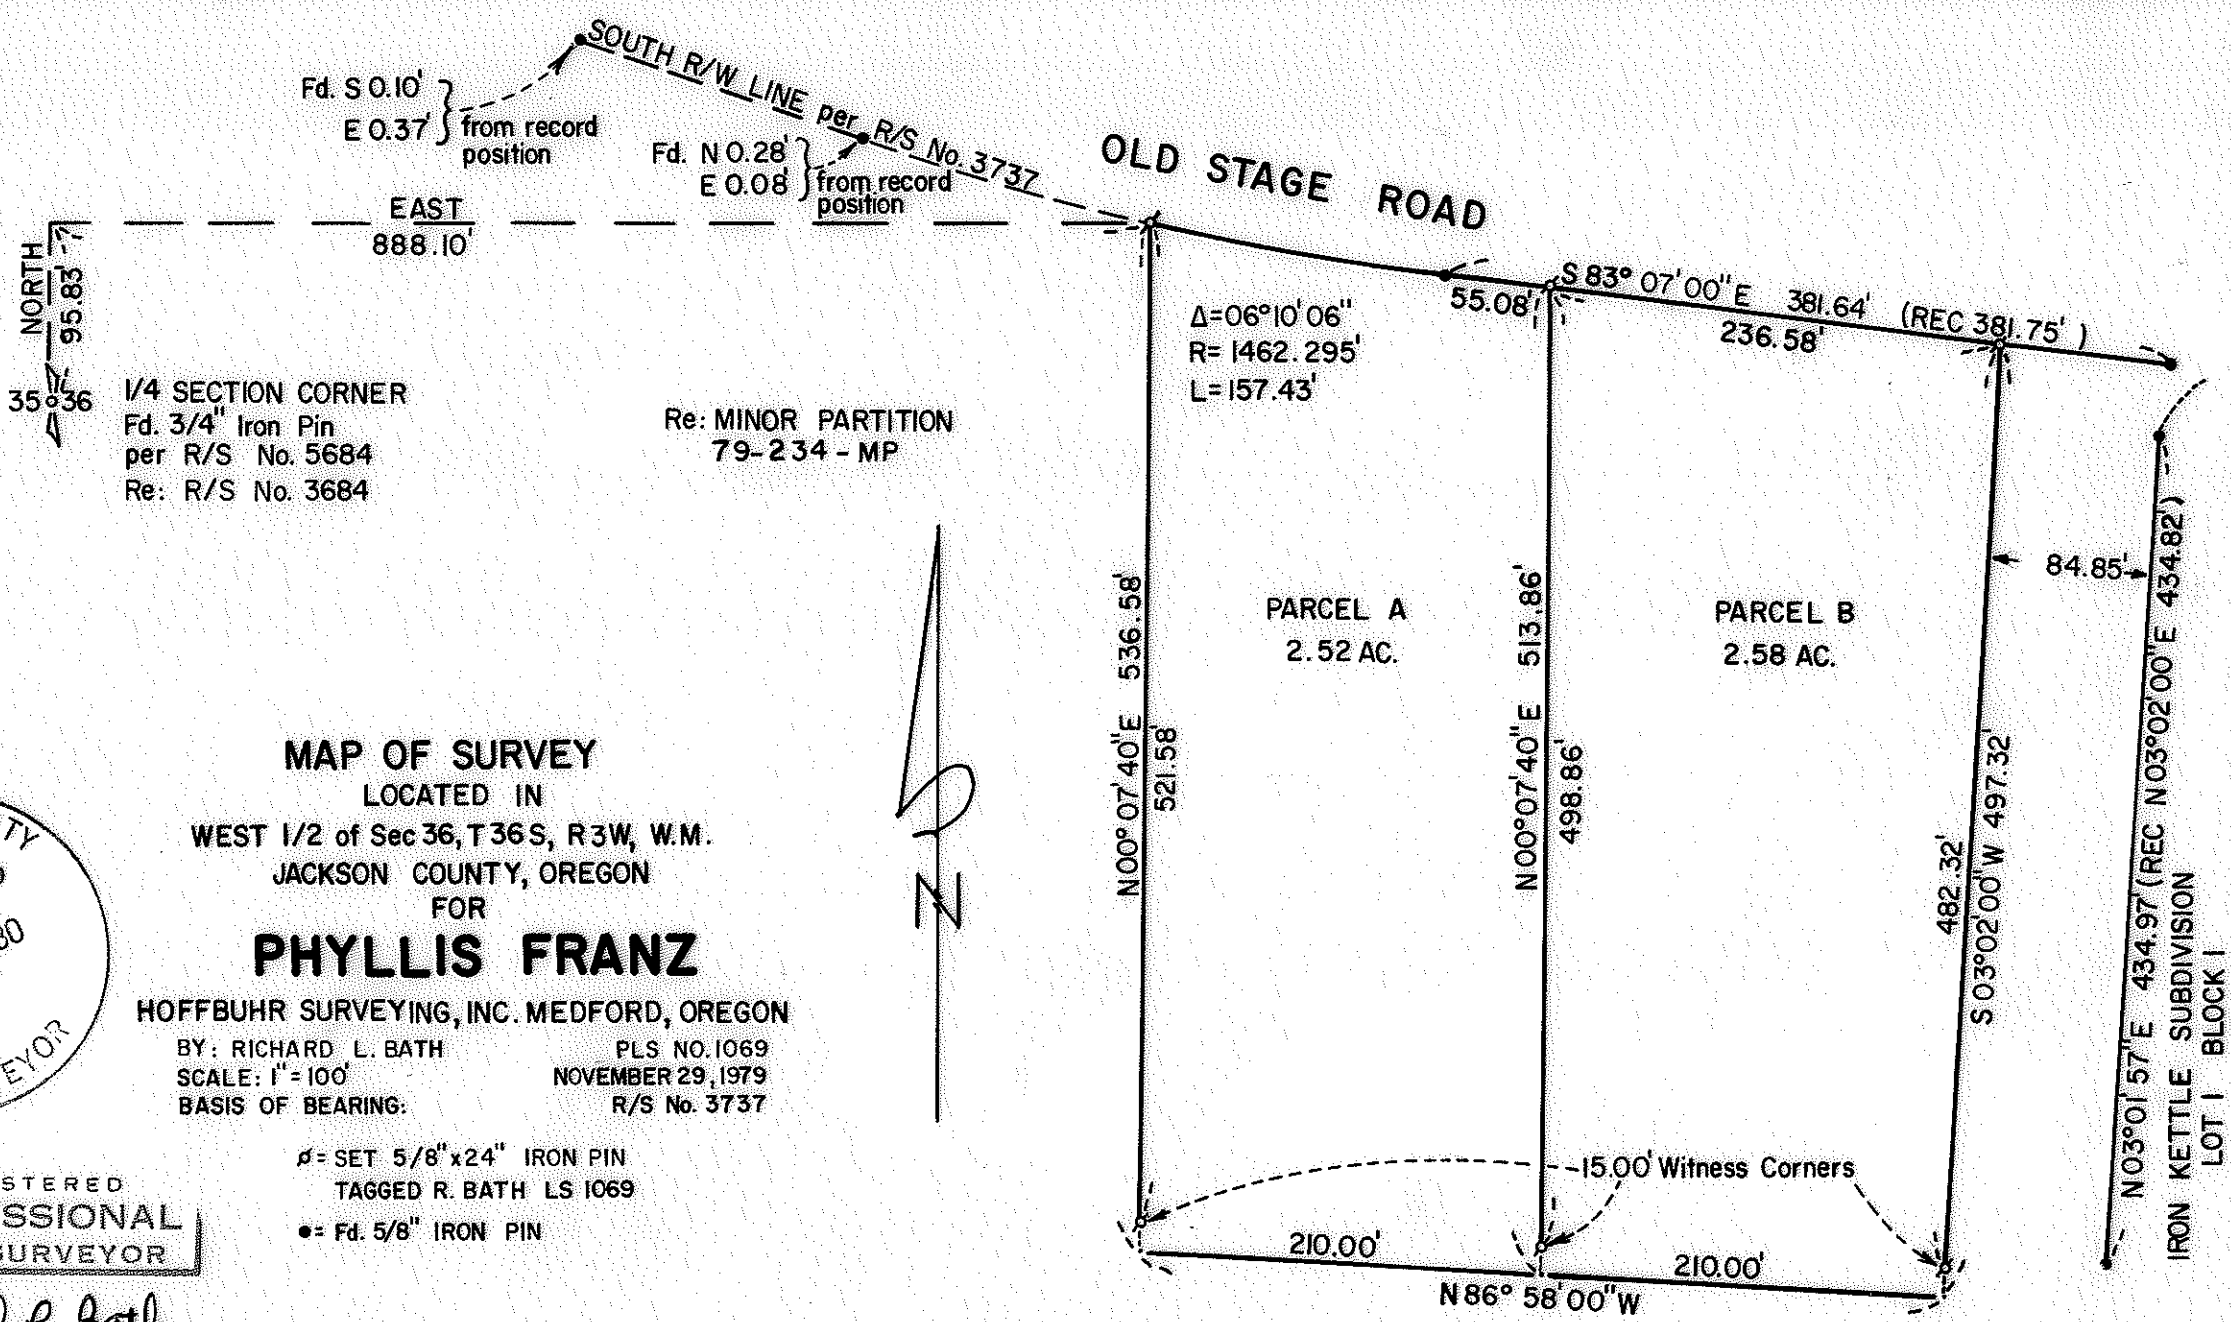 SOUTH R/W LINE per R/S No. 3737
Fd. S 0.10'
E 0.37'
from record
position
Fd. N 0.28'
E 0.08'
from record
position
OLD STAGE ROAD
EAST
888.10'
NORTH
95.83'
35 36
1/4 SECTION CORNER
Fd. 3/4" Iron Pin
per R/S No. 5684
Re: R/S No. 3684
Re: MINOR PARTITION
79-234-MP
Δ=06°10'06"
R= 1462.295'
L=157.43'
55.08'
S 83° 07' 00" E 381.64' (REC 381.75')
236.58'
84.85'
N00°07'40"E 536.58'
521.58'
PARCEL A
2.52 AC.
N00°07'40"E 513.86'
498.86'
PARCEL B
2.58 AC.
482.32'
S 03°02'00"W 497.32'
N03°01'57"E 434.97' (REC N03°02'00"E 434.82')
IRON KETTLE SUBDIVISION
LOT 1 BLOCK 1
15.00' Witness Corners
210.00'
210.00'
N 86° 58' 00" W
N
MAP OF SURVEY
LOCATED IN
WEST 1/2 of Sec 36, T 36 S, R 3 W, W.M.
JACKSON COUNTY, OREGON
FOR
PHYLLIS FRANZ
HOFFBUHR SURVEYING, INC. MEDFORD, OREGON
BY: RICHARD L. BATH PLS NO. 1069
SCALE: 1"=100' NOVEMBER 29, 1979
BASIS OF BEARING: R/S No. 3737
ø= SET 5/8"x24" IRON PIN
TAGGED R. BATH LS 1069
●= Fd. 5/8" IRON PIN
TY
80
EYOR
STERED
SSIONAL
SURVEYOR